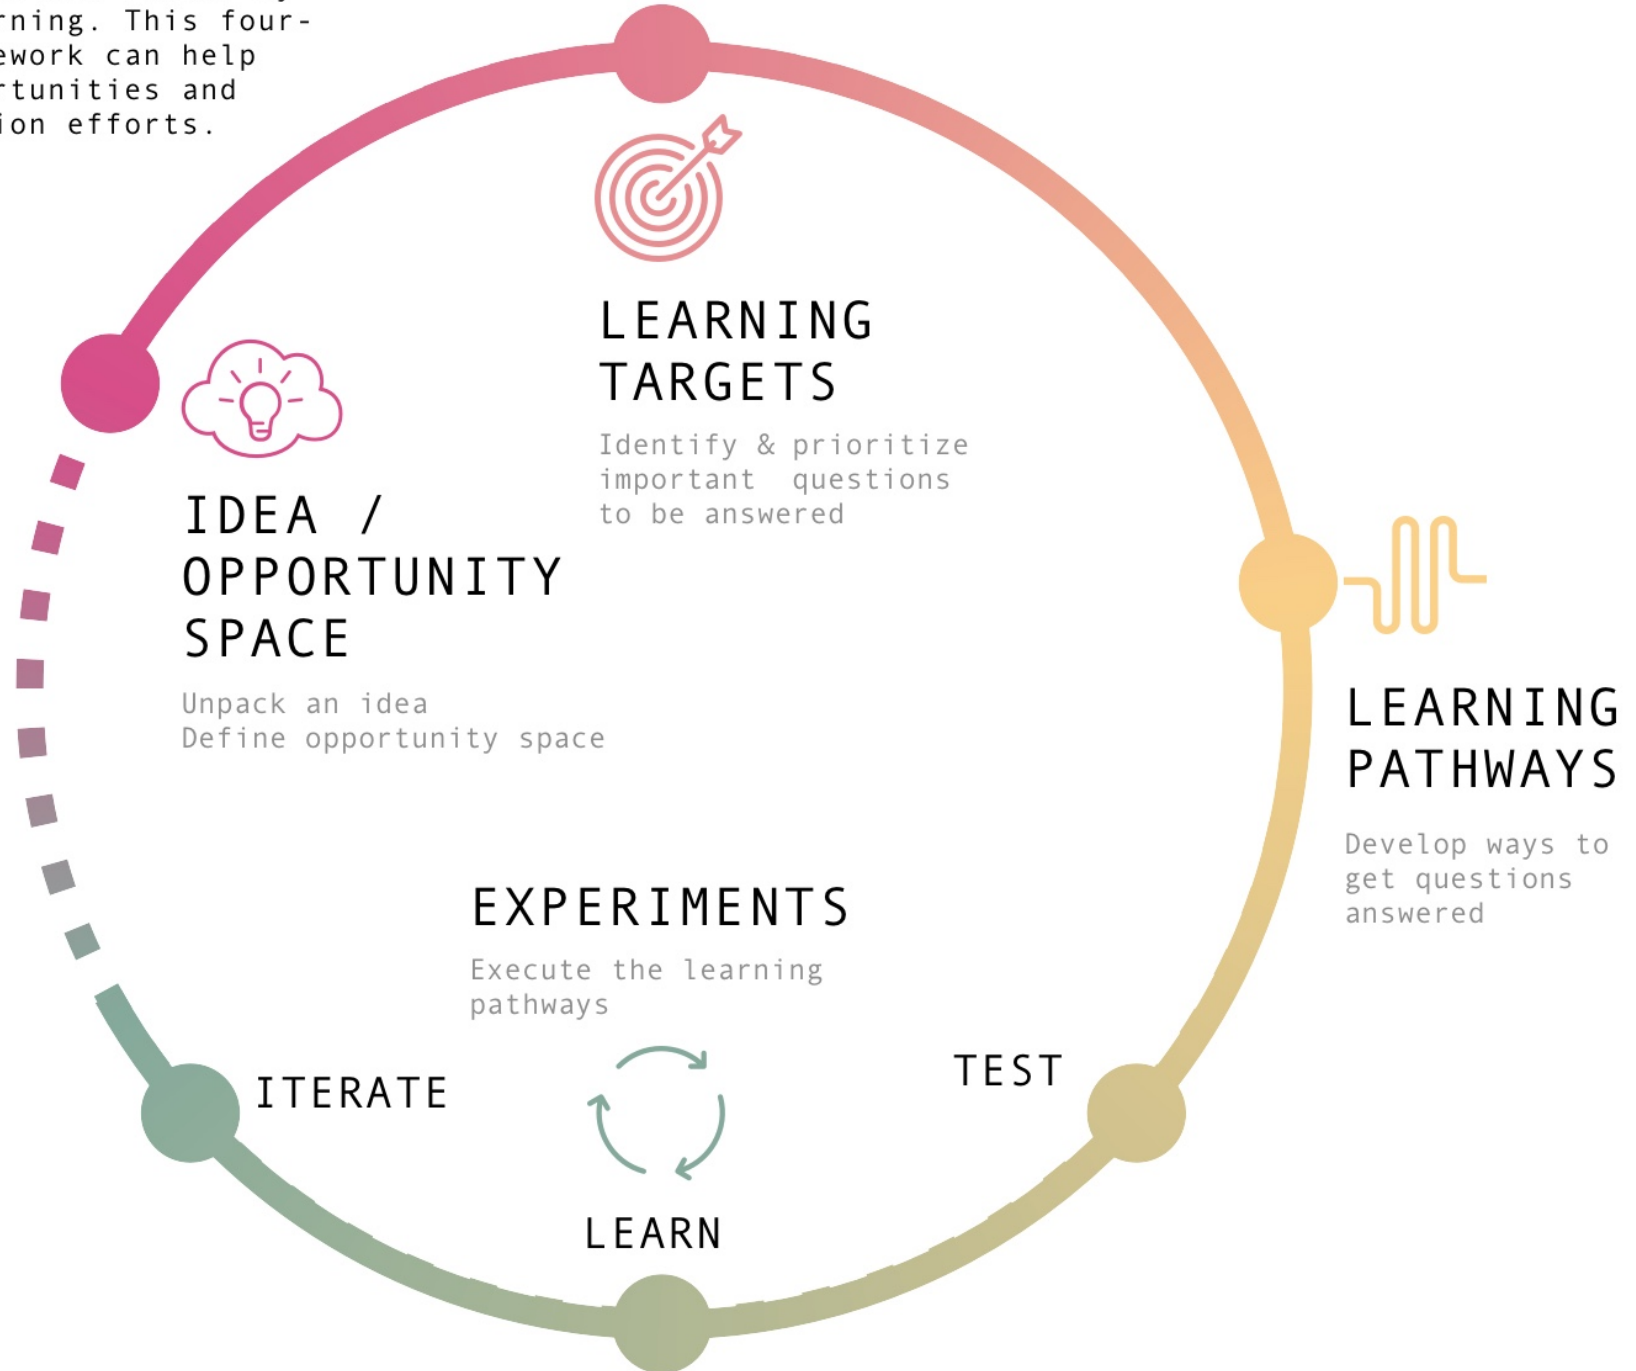 rning. This four-
ework can help
rtunities and
ion efforts.
LEARNING
TARGETS
Identify & prioritize
important questions
to be answered
IDEA /
OPPORTUNITY
SPACE
Unpack an idea
Define opportunity space
LEARNING
PATHWAYS
Develop ways to
get questions
answered
EXPERIMENTS
Execute the learning
pathways
TEST
ITERATE
LEARN